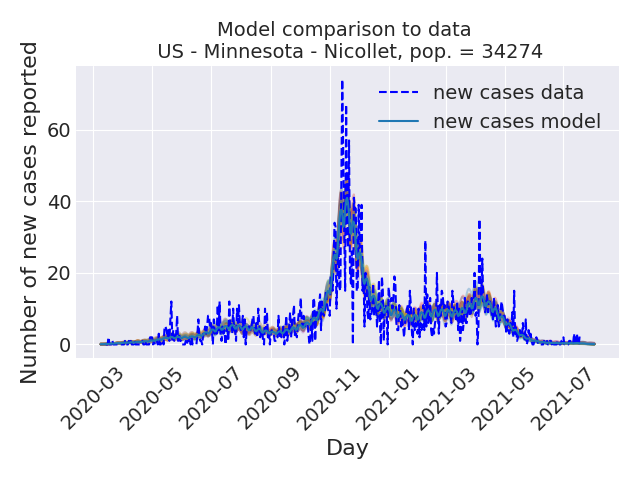 Model comparison to data
US - Minnesota - Nicollet, pop. = 34274
Number of new cases reported
60
40
20
0
new cases data
new cases model
2020-03
2020-05
2020-07
2020-09
2020-11
2021-01
2021-03
2021-05
2021-07
Day